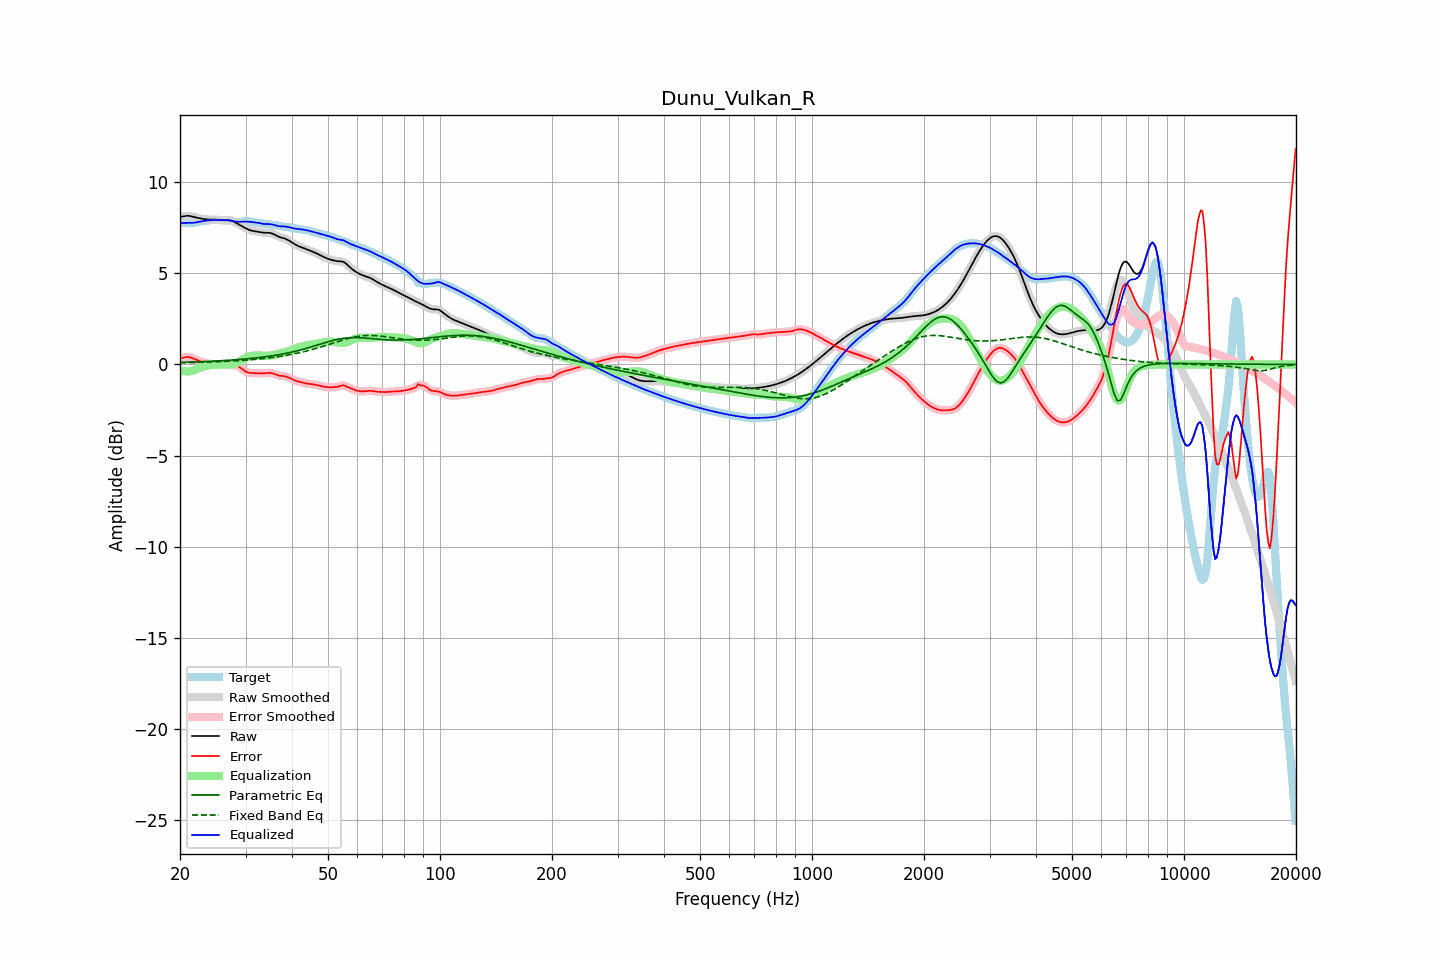 Dunu_Vulkan_R
10
5
0
−5
−10
−15
−20
−25
Amplitude (dBr)
Target
Raw Smoothed
Error Smoothed
Raw
Error
Equalization
Parametric Eq
Fixed Band Eq
Equalized
20
50
100
200
500
1000
2000
5000
10000
20000
Frequency (Hz)